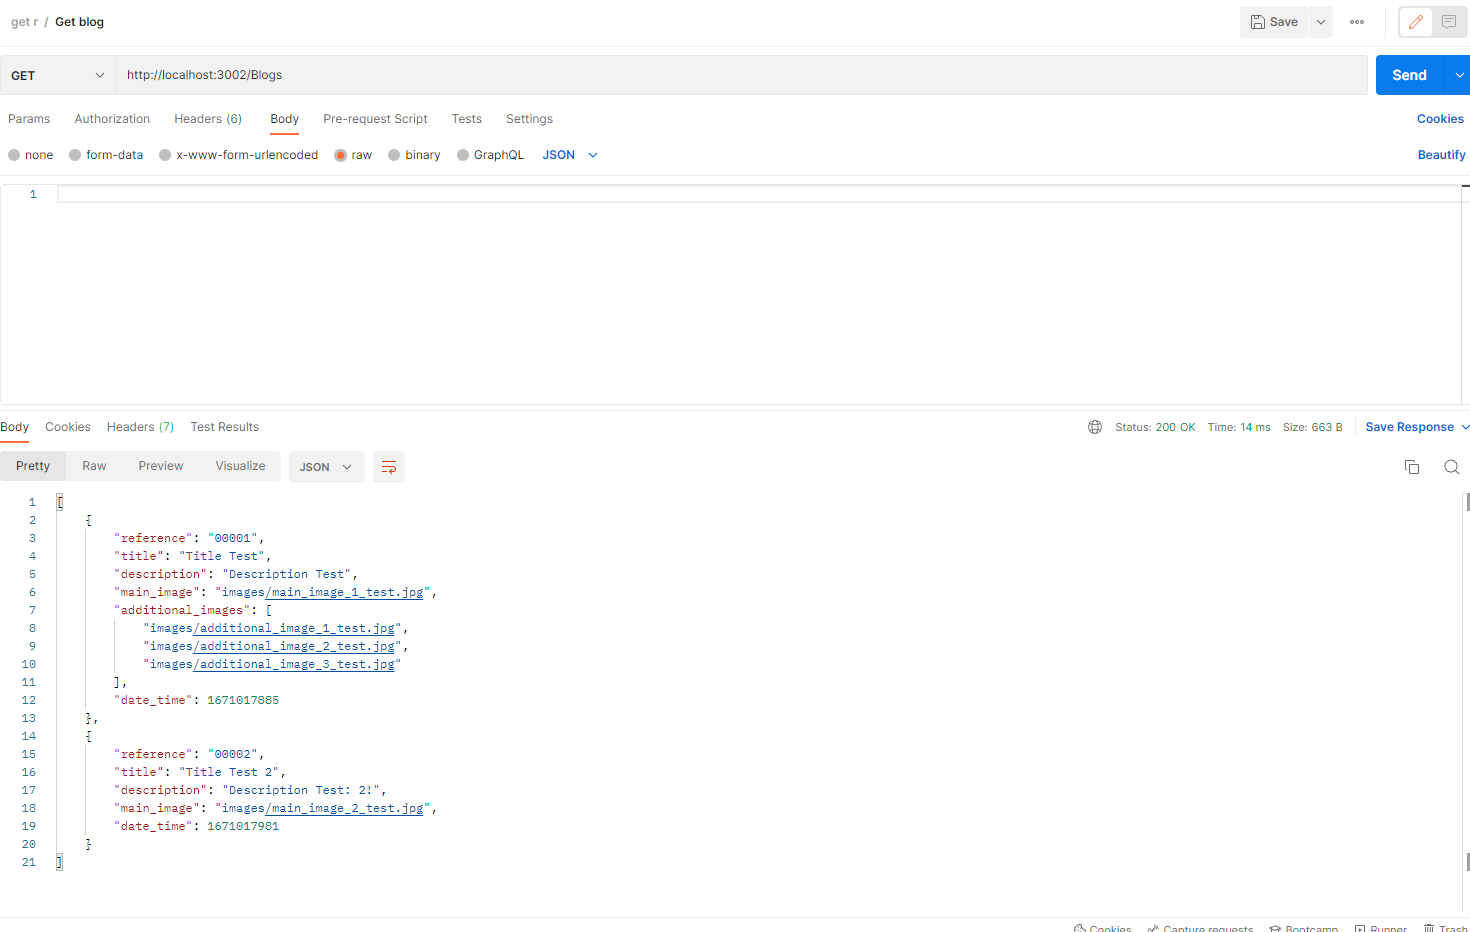 get r / Get blog
Save
GET
http://localhost:3002/Blogs
Send
Params Authorization Headers (6) Body Pre-request Script Tests Settings Cookies
none form-data x-www-form-urlencoded raw binary GraphQL JSON Beautify
1
Body Cookies Headers (7) Test Results Status: 200 OK Time: 14 ms Size: 663 B Save Response
Pretty Raw Preview Visualize JSON
1 [
2 {
3 "reference": "00001",
4 "title": "Title Test",
5 "description": "Description Test",
6 "main_image": "images/main_image_1_test.jpg",
7 "additional_images": [
8 "images/additional_image_1_test.jpg",
9 "images/additional_image_2_test.jpg",
10 "images/additional_image_3_test.jpg"
11 ],
12 "date_time": 1671017885
13 },
14 {
15 "reference": "00002",
16 "title": "Title Test 2",
17 "description": "Description Test: 2!",
18 "main_image": "images/main_image_2_test.jpg",
19 "date_time": 1671017981
20 }
21 ]
Cookies Capture requests Bootcamp Runner Trash